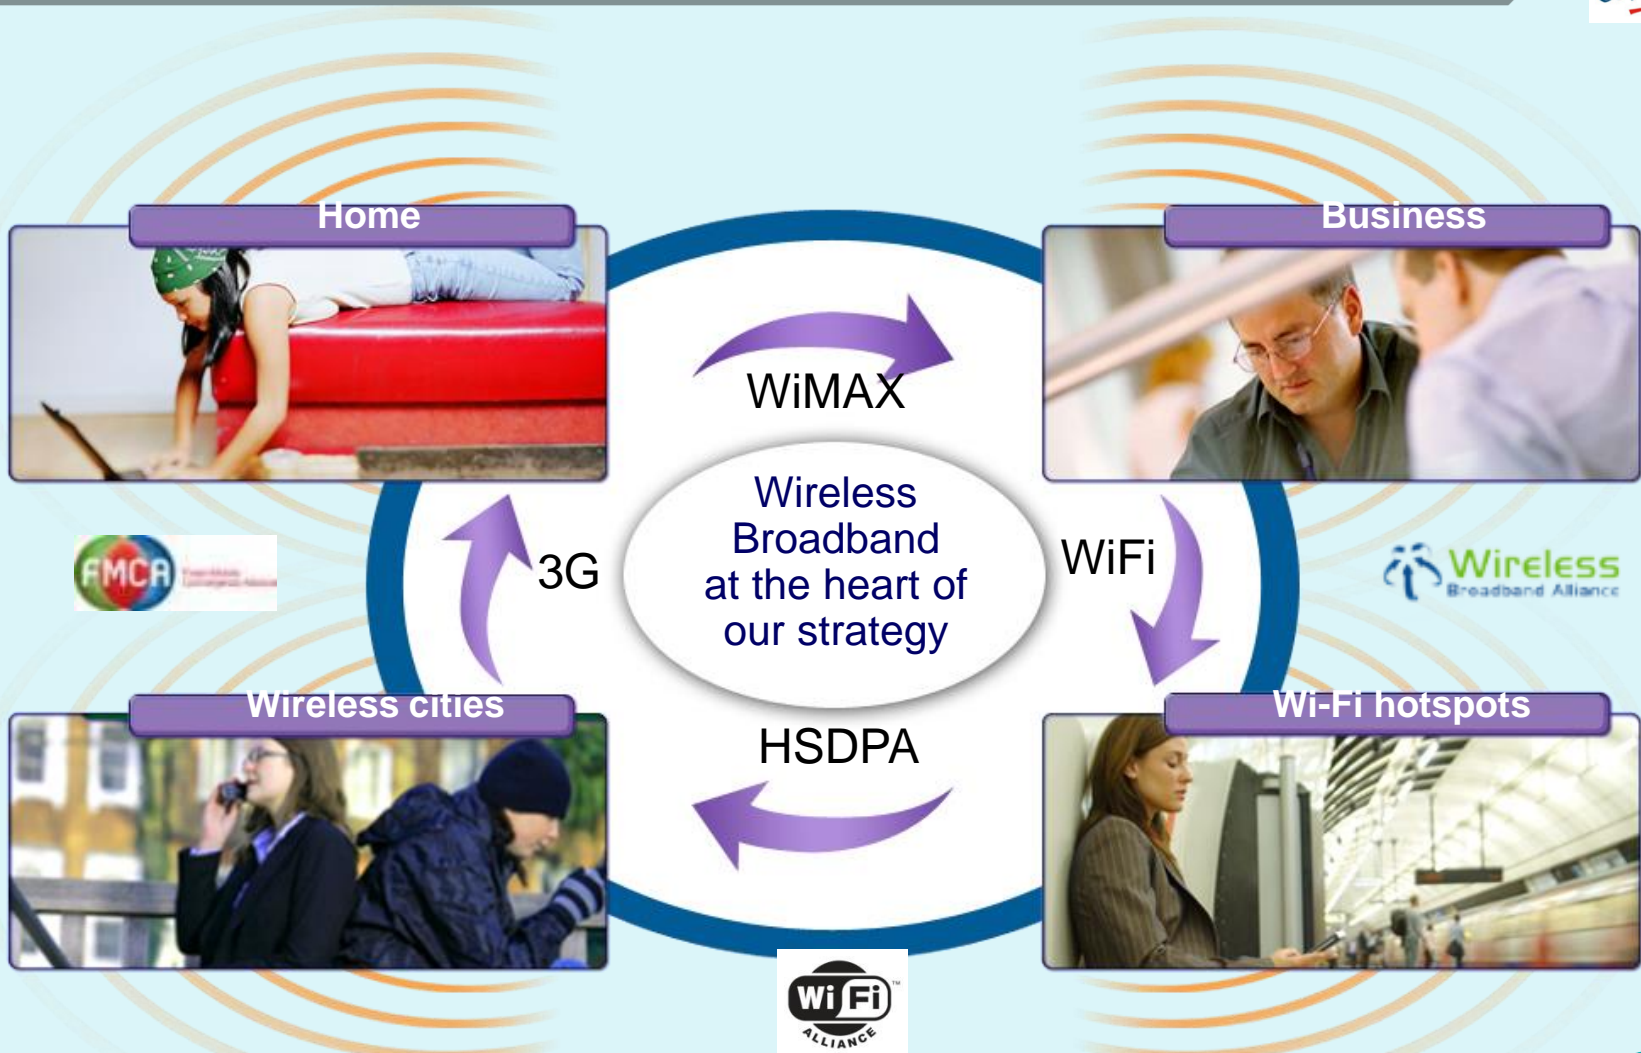 Home
Business
WiMAX
Wireless
Broadband
at the heart of
our strategy
3G
WiFi
FMCA
Wireless
Broadband Alliance
Wireless cities
Wi-Fi hotspots
HSDPA
Wi Fi
TM
ALLIANCE